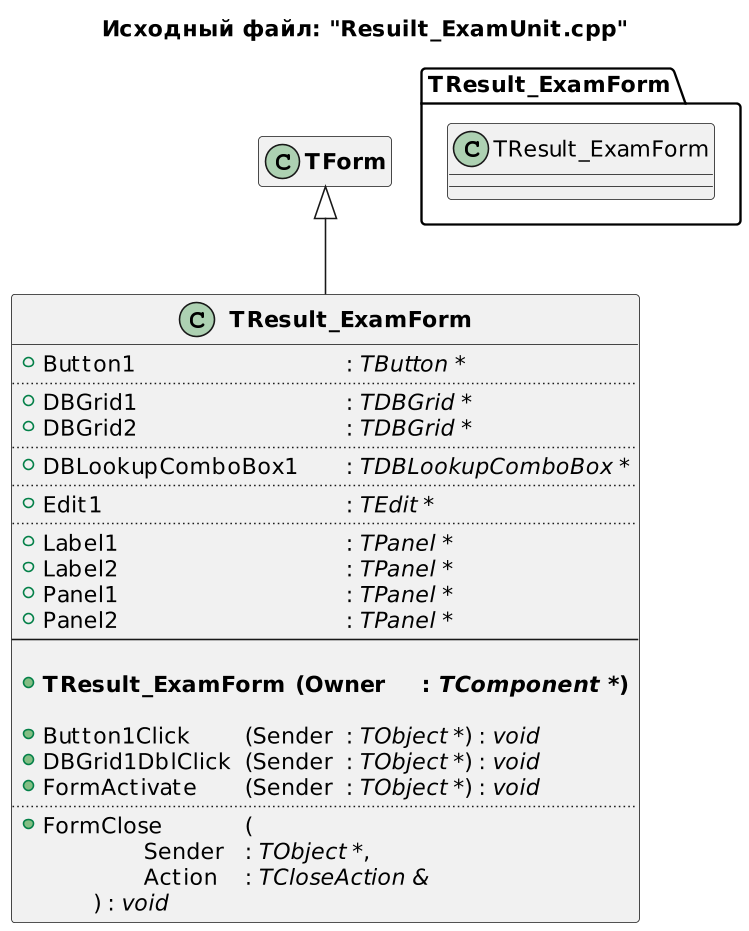 Исходный файл: "Resuilt_ExamUnit.cpp"
TResult_ExamForm
C TResult_ExamForm
C TForm
C TResult_ExamForm
Button1 : TButton *
DBGrid1 : TDBGrid *
DBGrid2 : TDBGrid *
DBLookupComboBox1 : TDBLookupComboBox *
Edit1 : TEdit *
Label1 : TPanel *
Label2 : TPanel *
Panel1 : TPanel *
Panel2 : TPanel *
TResult_ExamForm (Owner : TComponent *)
Button1Click (Sender : TObject *) : void
DBGrid1DblClick (Sender : TObject *) : void
FormActivate (Sender : TObject *) : void
FormClose (
Sender : TObject *,
Action : TCloseAction &
) : void